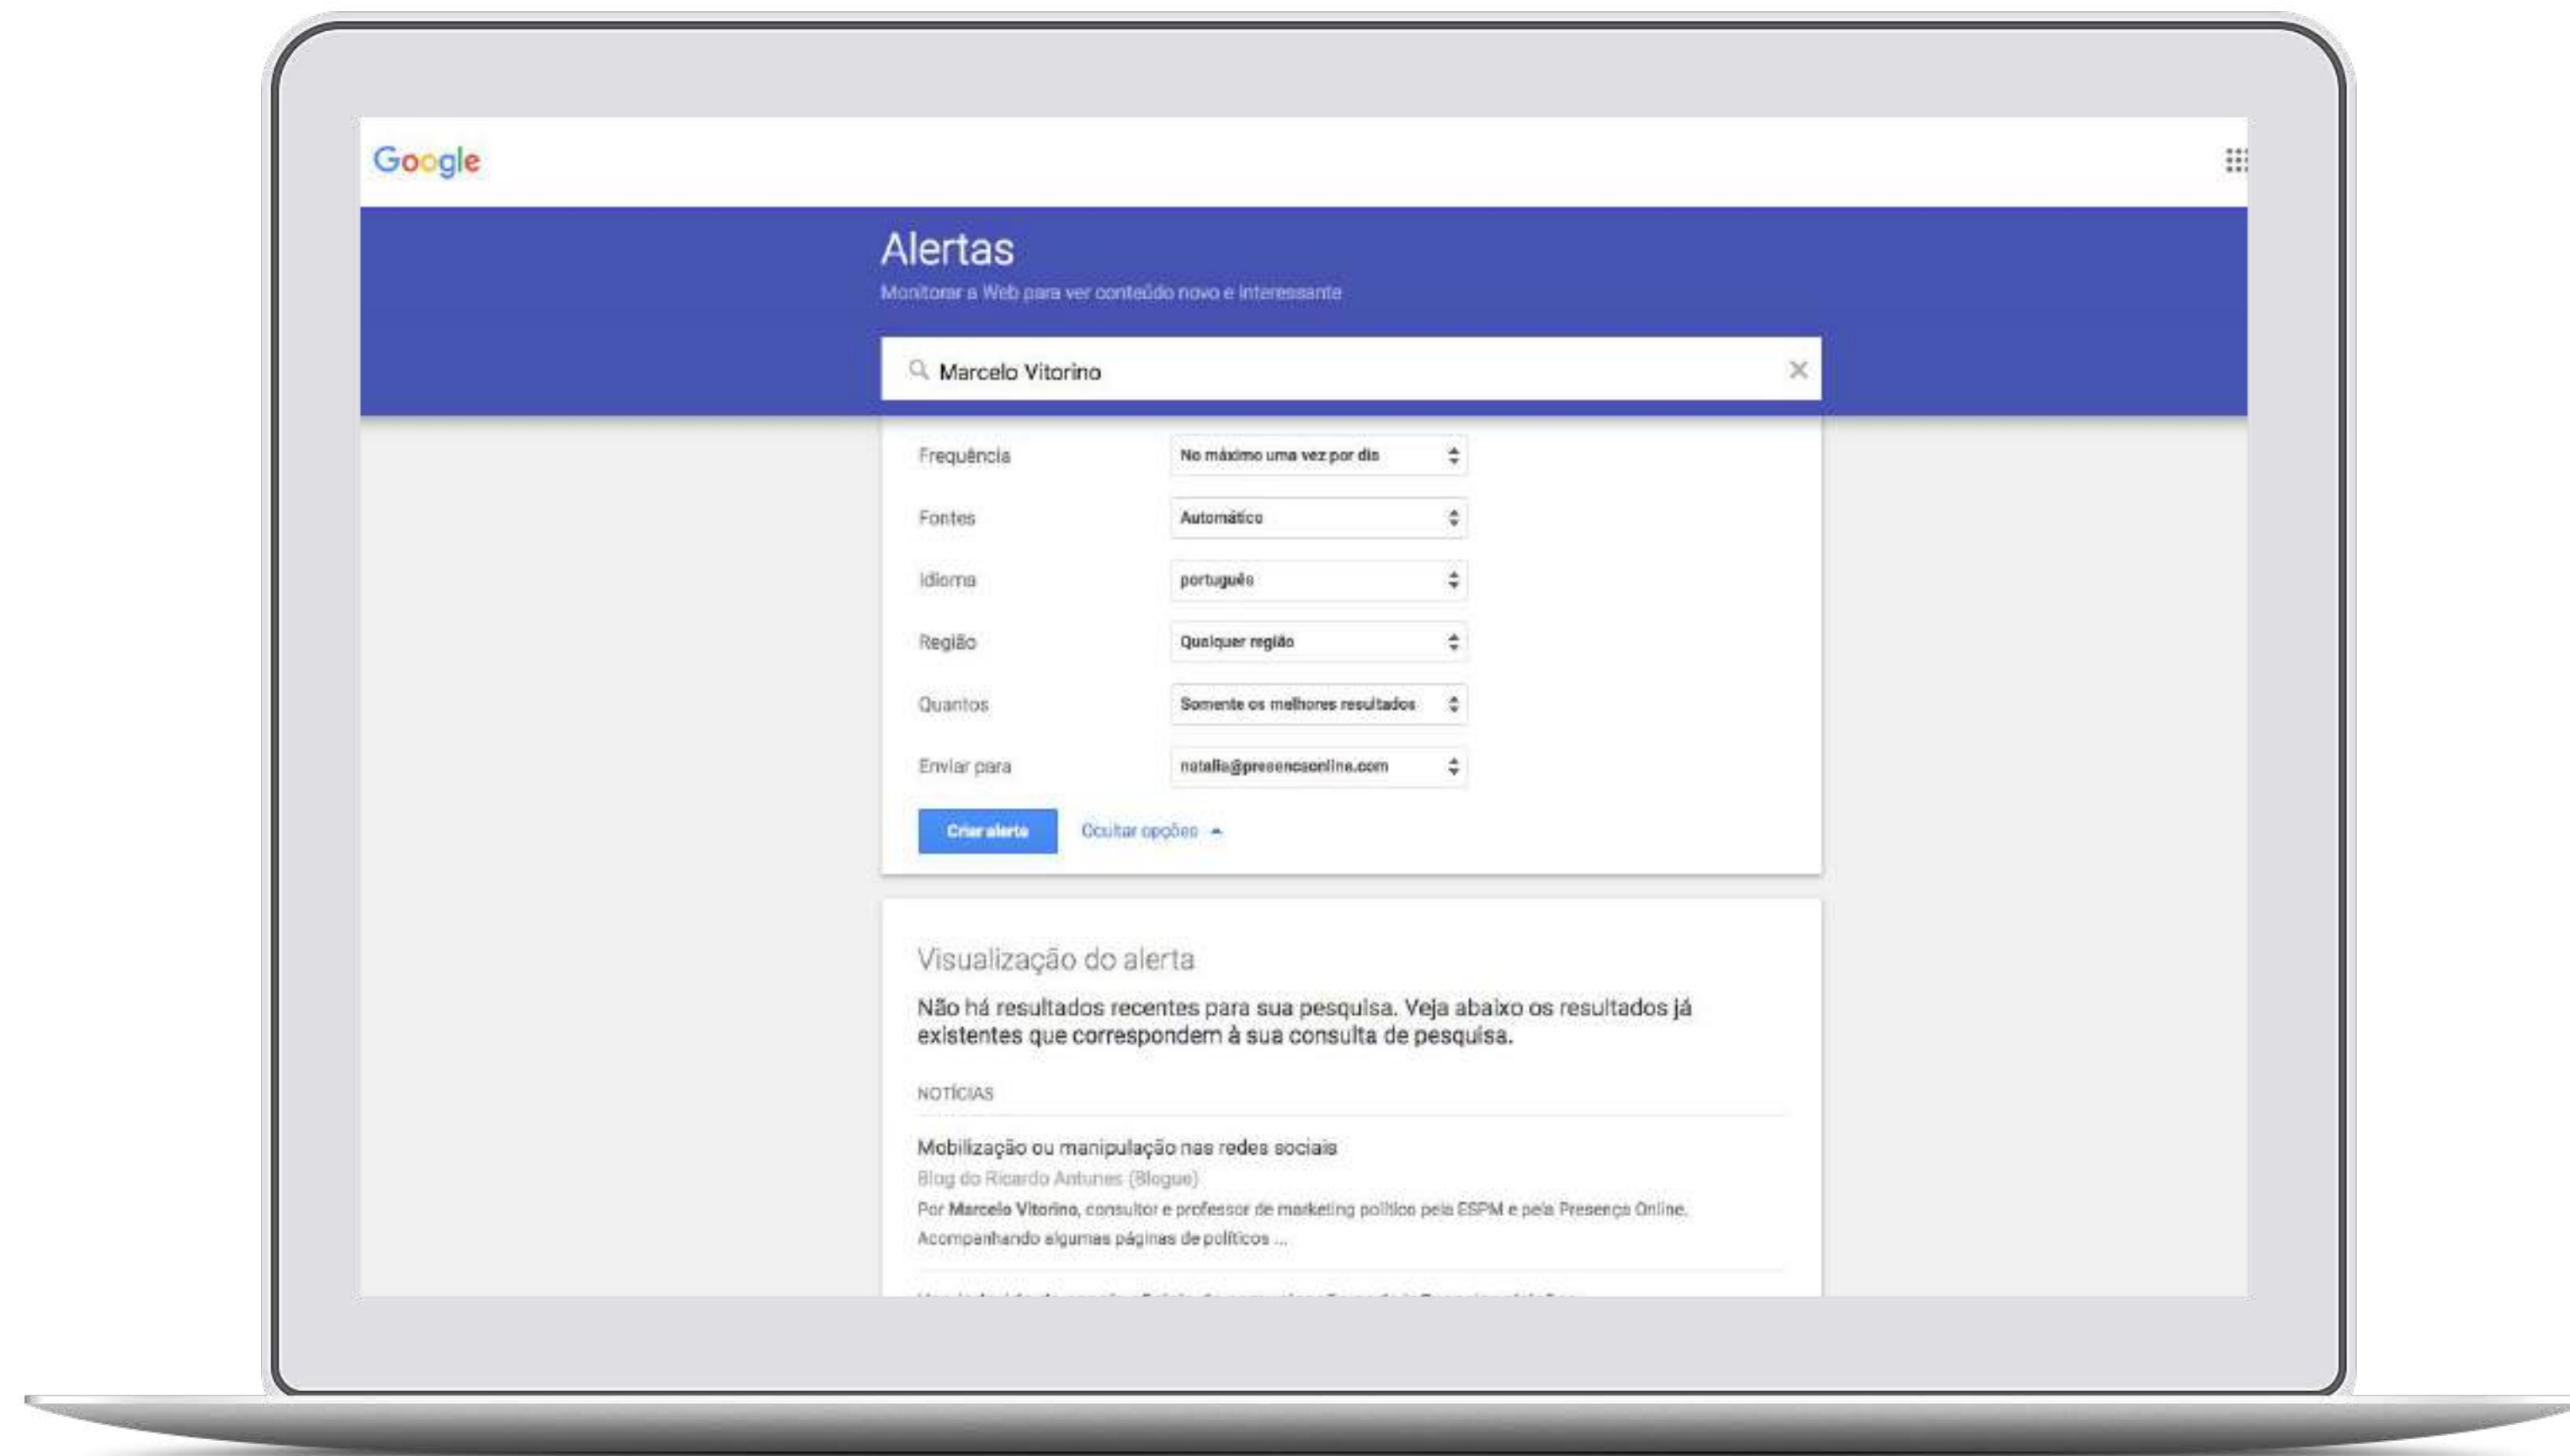 Google
Alertas
Monitorar a Web para ver conteúdo novo e interessante
Marcelo Vitorino
Frequência No máximo uma vez por dia
Fontes Automático
Idioma português
Região Qualquer região
Quantos Somente os melhores resultados
Enviar para natalia@presencaonline.com
Criar alerta Ocultar opções
Visualização do alerta
Não há resultados recentes para sua pesquisa. Veja abaixo os resultados já
existentes que correspondem à sua consulta de pesquisa.
NOTÍCIAS
Mobilização ou manipulação nas redes sociais
Blog do Ricardo Antunes (Blogue)
Por Marcelo Vitorino, consultor e professor de marketing político pela ESPM e pela Presença Online.
Acompanhando algumas páginas de políticos ...